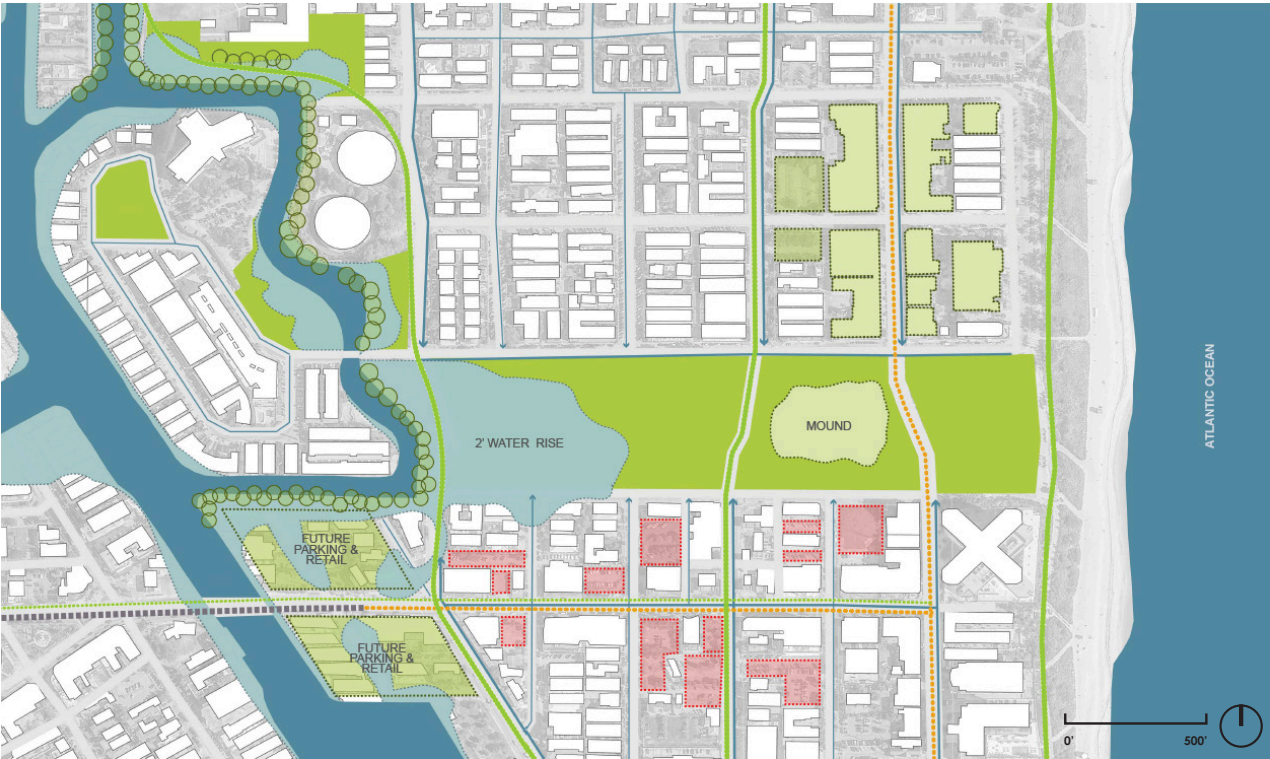 2' WATER RISE
MOUND
ATLANTIC OCEAN
FUTURE
PARKING &
RETAIL
FUTURE
PARKING &
RETAIL
0'
500'